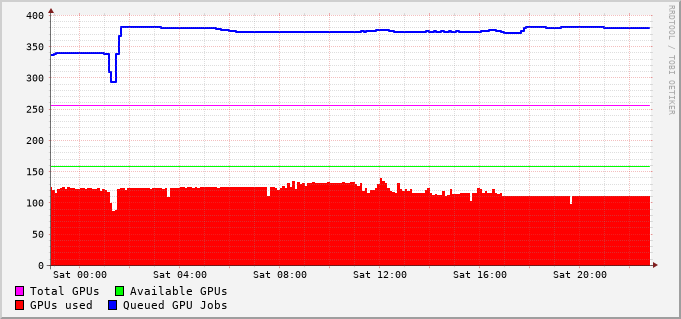 400
350
300
250
200
150
100
50
0
Sat 00:00 Sat 04:00 Sat 08:00 Sat 12:00 Sat 16:00 Sat 20:00
Total GPUs Available GPUs
GPUs used Queued GPU Jobs
RRDTOOL / TOBI OETIKER